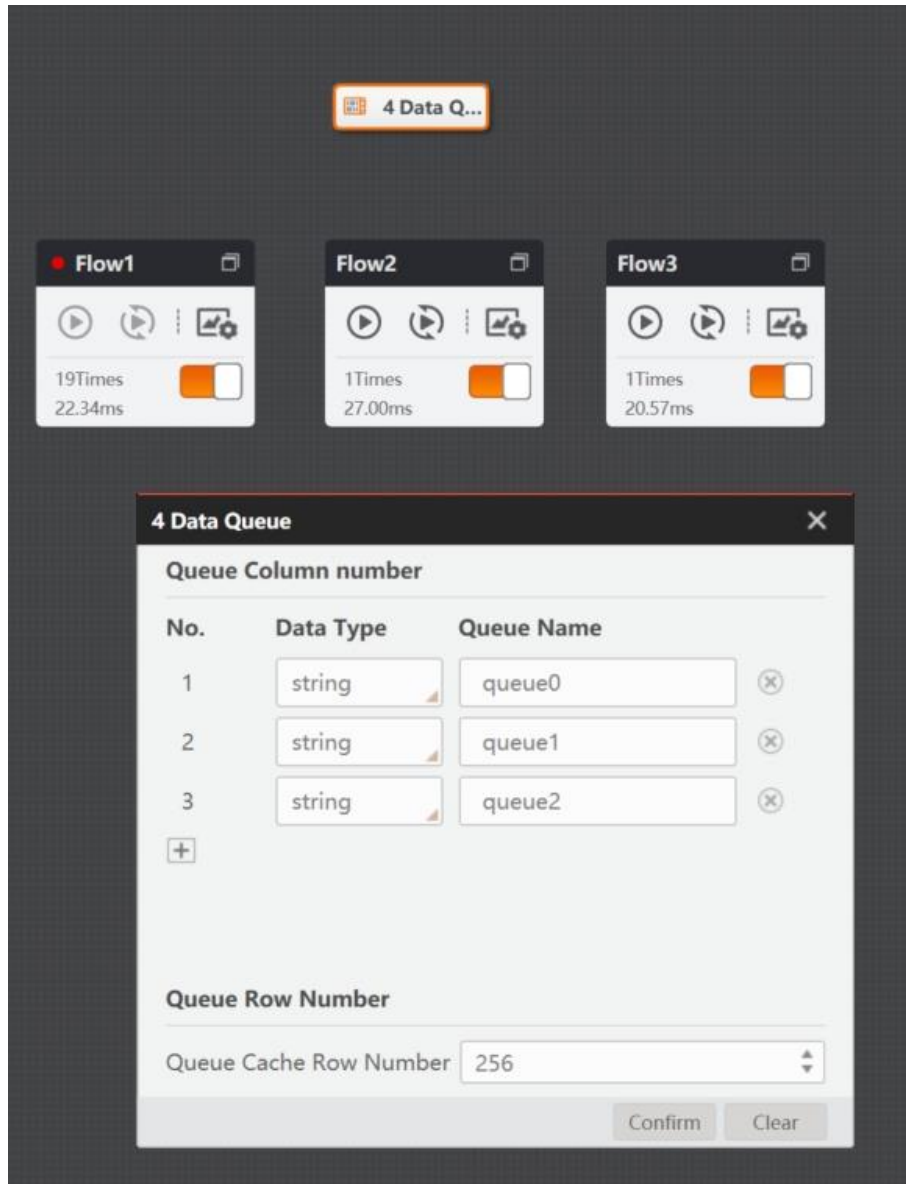 4 Data Q...
Flow1 Flow2 Flow3
19Times 1Times 1Times
22.34ms 27.00ms 20.57ms
4 Data Queue
Queue Column number
No. Data Type Queue Name
1 string queue0
2 string queue1
3 string queue2
Queue Row Number
Queue Cache Row Number 256
Confirm Clear